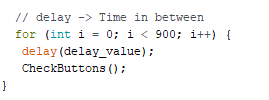 // delay -> Time in between
for (int i = 0; i < 900; i++) {
delay(delay_value);
CheckButtons();
}